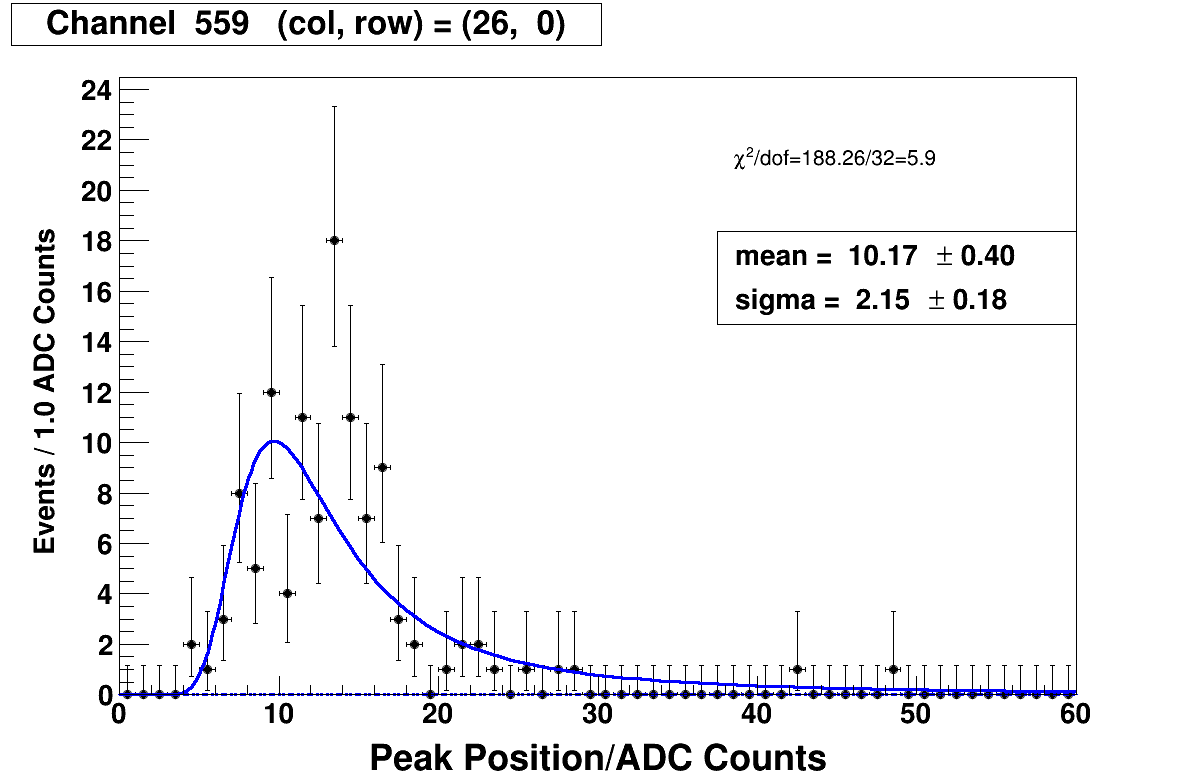 Channel 559 (col, row) = (26, 0)
χ²/dof=188.26/32=5.9
mean = 10.17 ± 0.40
sigma = 2.15 ± 0.18
Events / 1.0 ADC Counts
24
22
20
18
16
14
12
10
8
6
4
2
0
0 10 20 30 40 50 60
Peak Position/ADC Counts